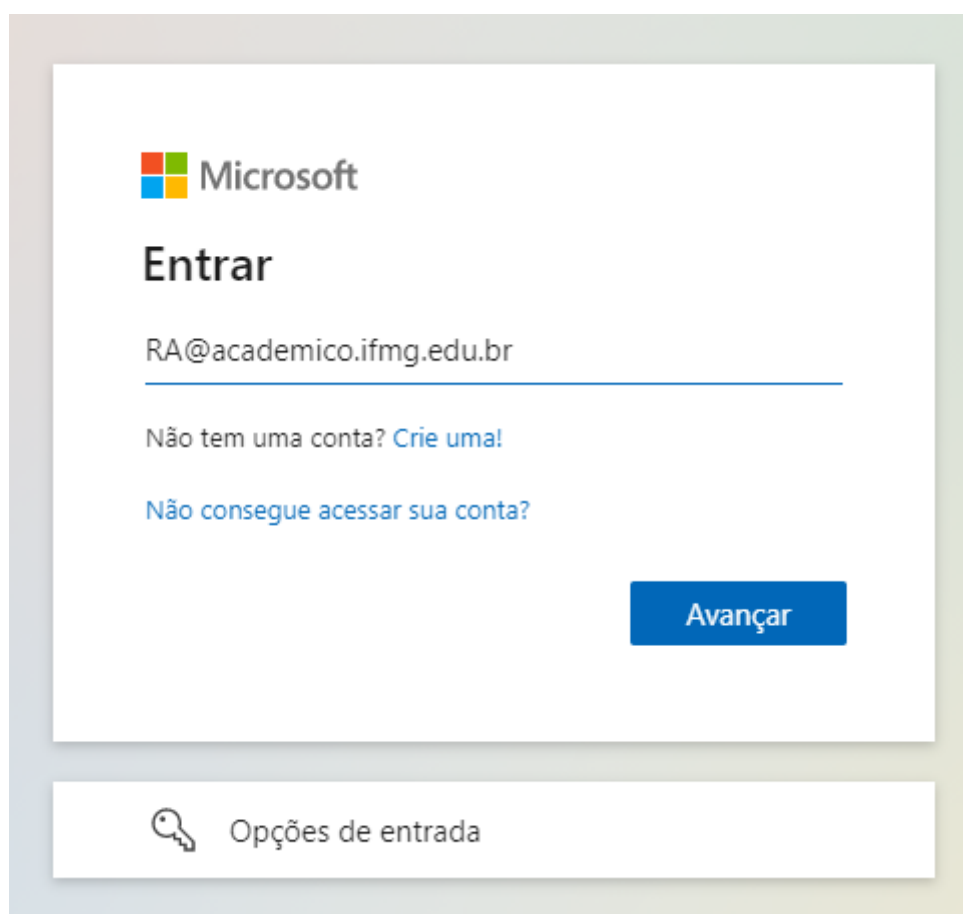 Microsoft
Entrar
RA@academico.ifmg.edu.br
Não tem uma conta? Crie uma!
Não consegue acessar sua conta?
Avançar
Opções de entrada